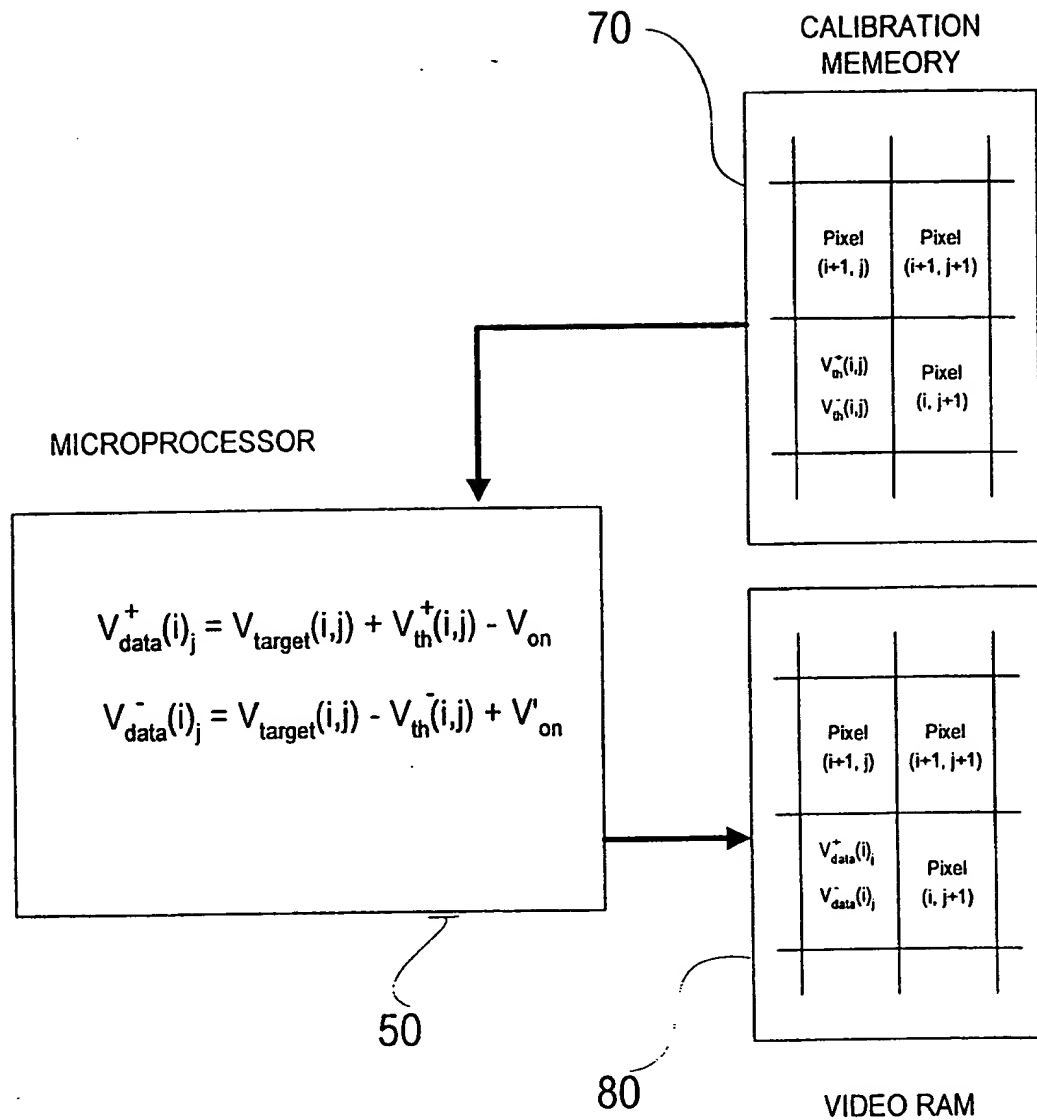 70
CALIBRATION
MEMEORY
Pixel
(i+1, j)
Pixel
(i+1, j+1)
V⁺th(i,j)
V⁻th(i,j)
Pixel
(i, j+1)
MICROPROCESSOR
V⁺data(i)j = Vtarget(i,j) + V⁺th(i,j) - Von
V⁻data(i)j = Vtarget(i,j) - V⁻th(i,j) + V'on
50
Pixel
(i+1, j)
Pixel
(i+1, j+1)
V⁺data(i)j
V⁻data(i)j
Pixel
(i, j+1)
80
VIDEO RAM